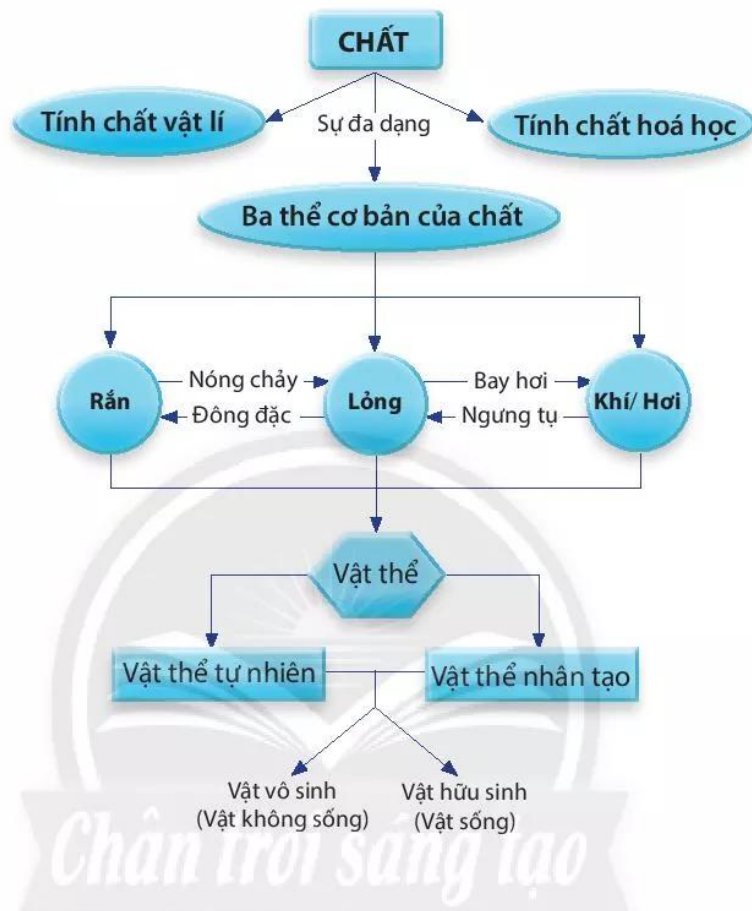 CHẤT
Tính chất vật lí
Sự đa dạng
Tính chất hoá học
Ba thể cơ bản của chất
Rắn
Nóng chảy
Đông đặc
Lỏng
Bay hơi
Ngưng tụ
Khí/ Hơi
Vật thể
Vật thể tự nhiên
Vật thể nhân tạo
Vật vô sinh
(Vật không sống)
Vật hữu sinh
(Vật sống)
Chân trời sáng tạo